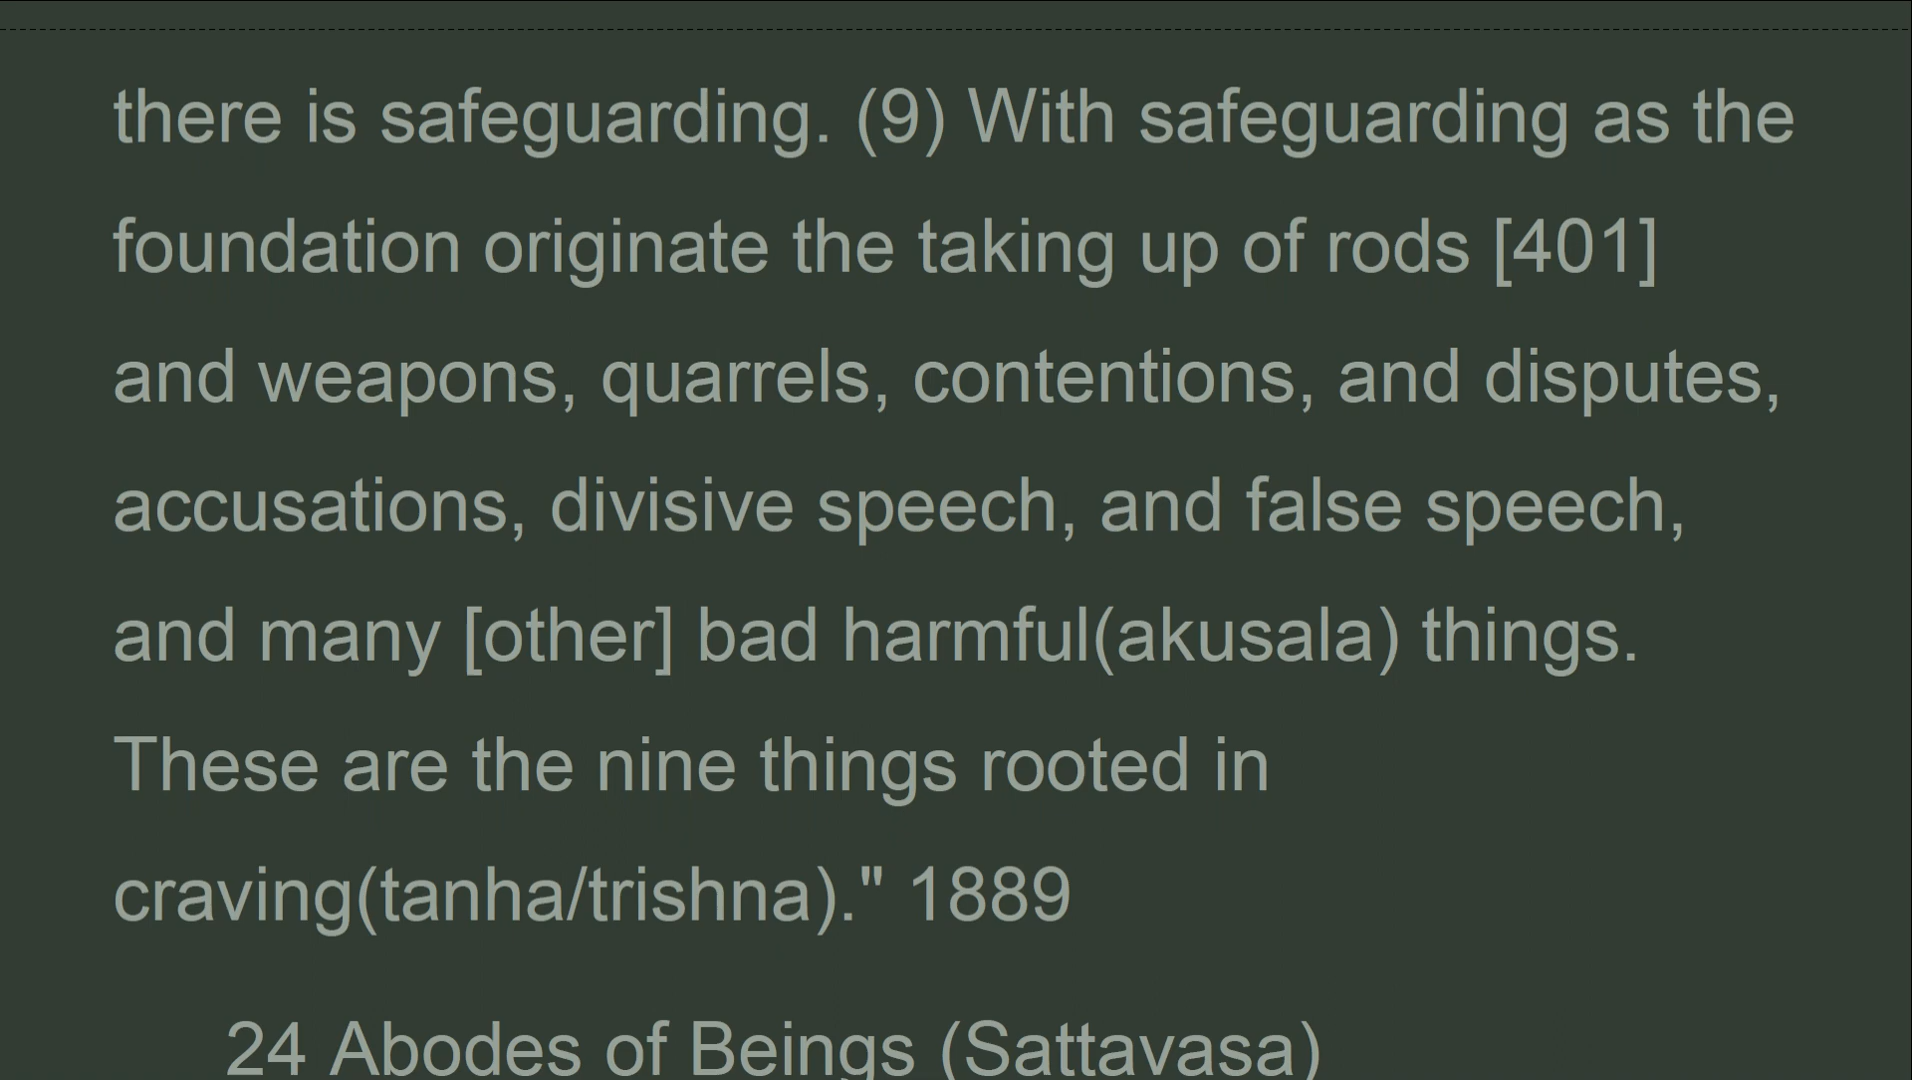 there is safeguarding. (9) With safeguarding as the
foundation originate the taking up of rods [401]
and weapons, quarrels, contentions, and disputes,
accusations, divisive speech, and false speech,
and many [other] bad harmful(akusala) things.
These are the nine things rooted in
craving(tanha/trishna)." 1889
24 Abodes of Beings (Sattavasa)